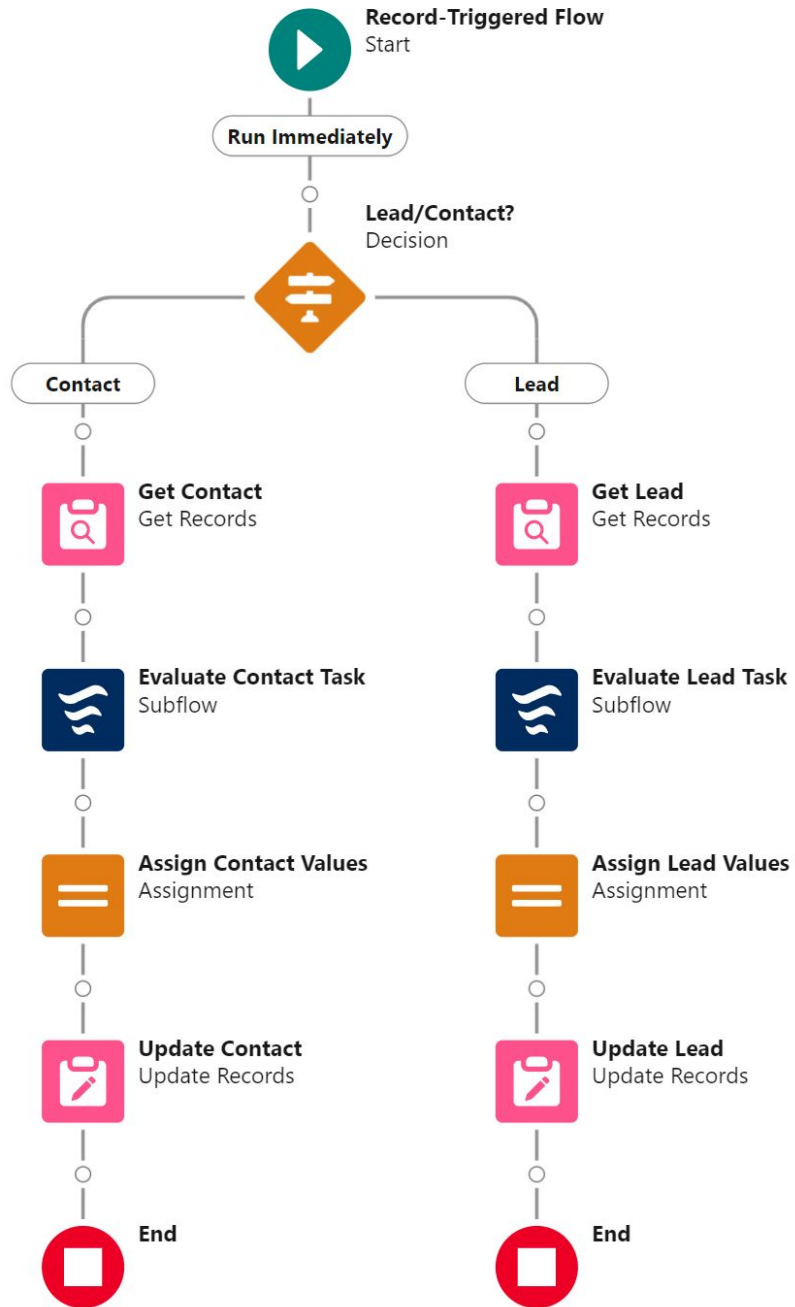 Record-Triggered Flow
Start
Run Immediately
Lead/Contact?
Decision
Contact
Lead
Get Contact
Get Records
Get Lead
Get Records
Evaluate Contact Task
Subflow
Evaluate Lead Task
Subflow
Assign Contact Values
Assignment
Assign Lead Values
Assignment
Update Contact
Update Records
Update Lead
Update Records
End
End